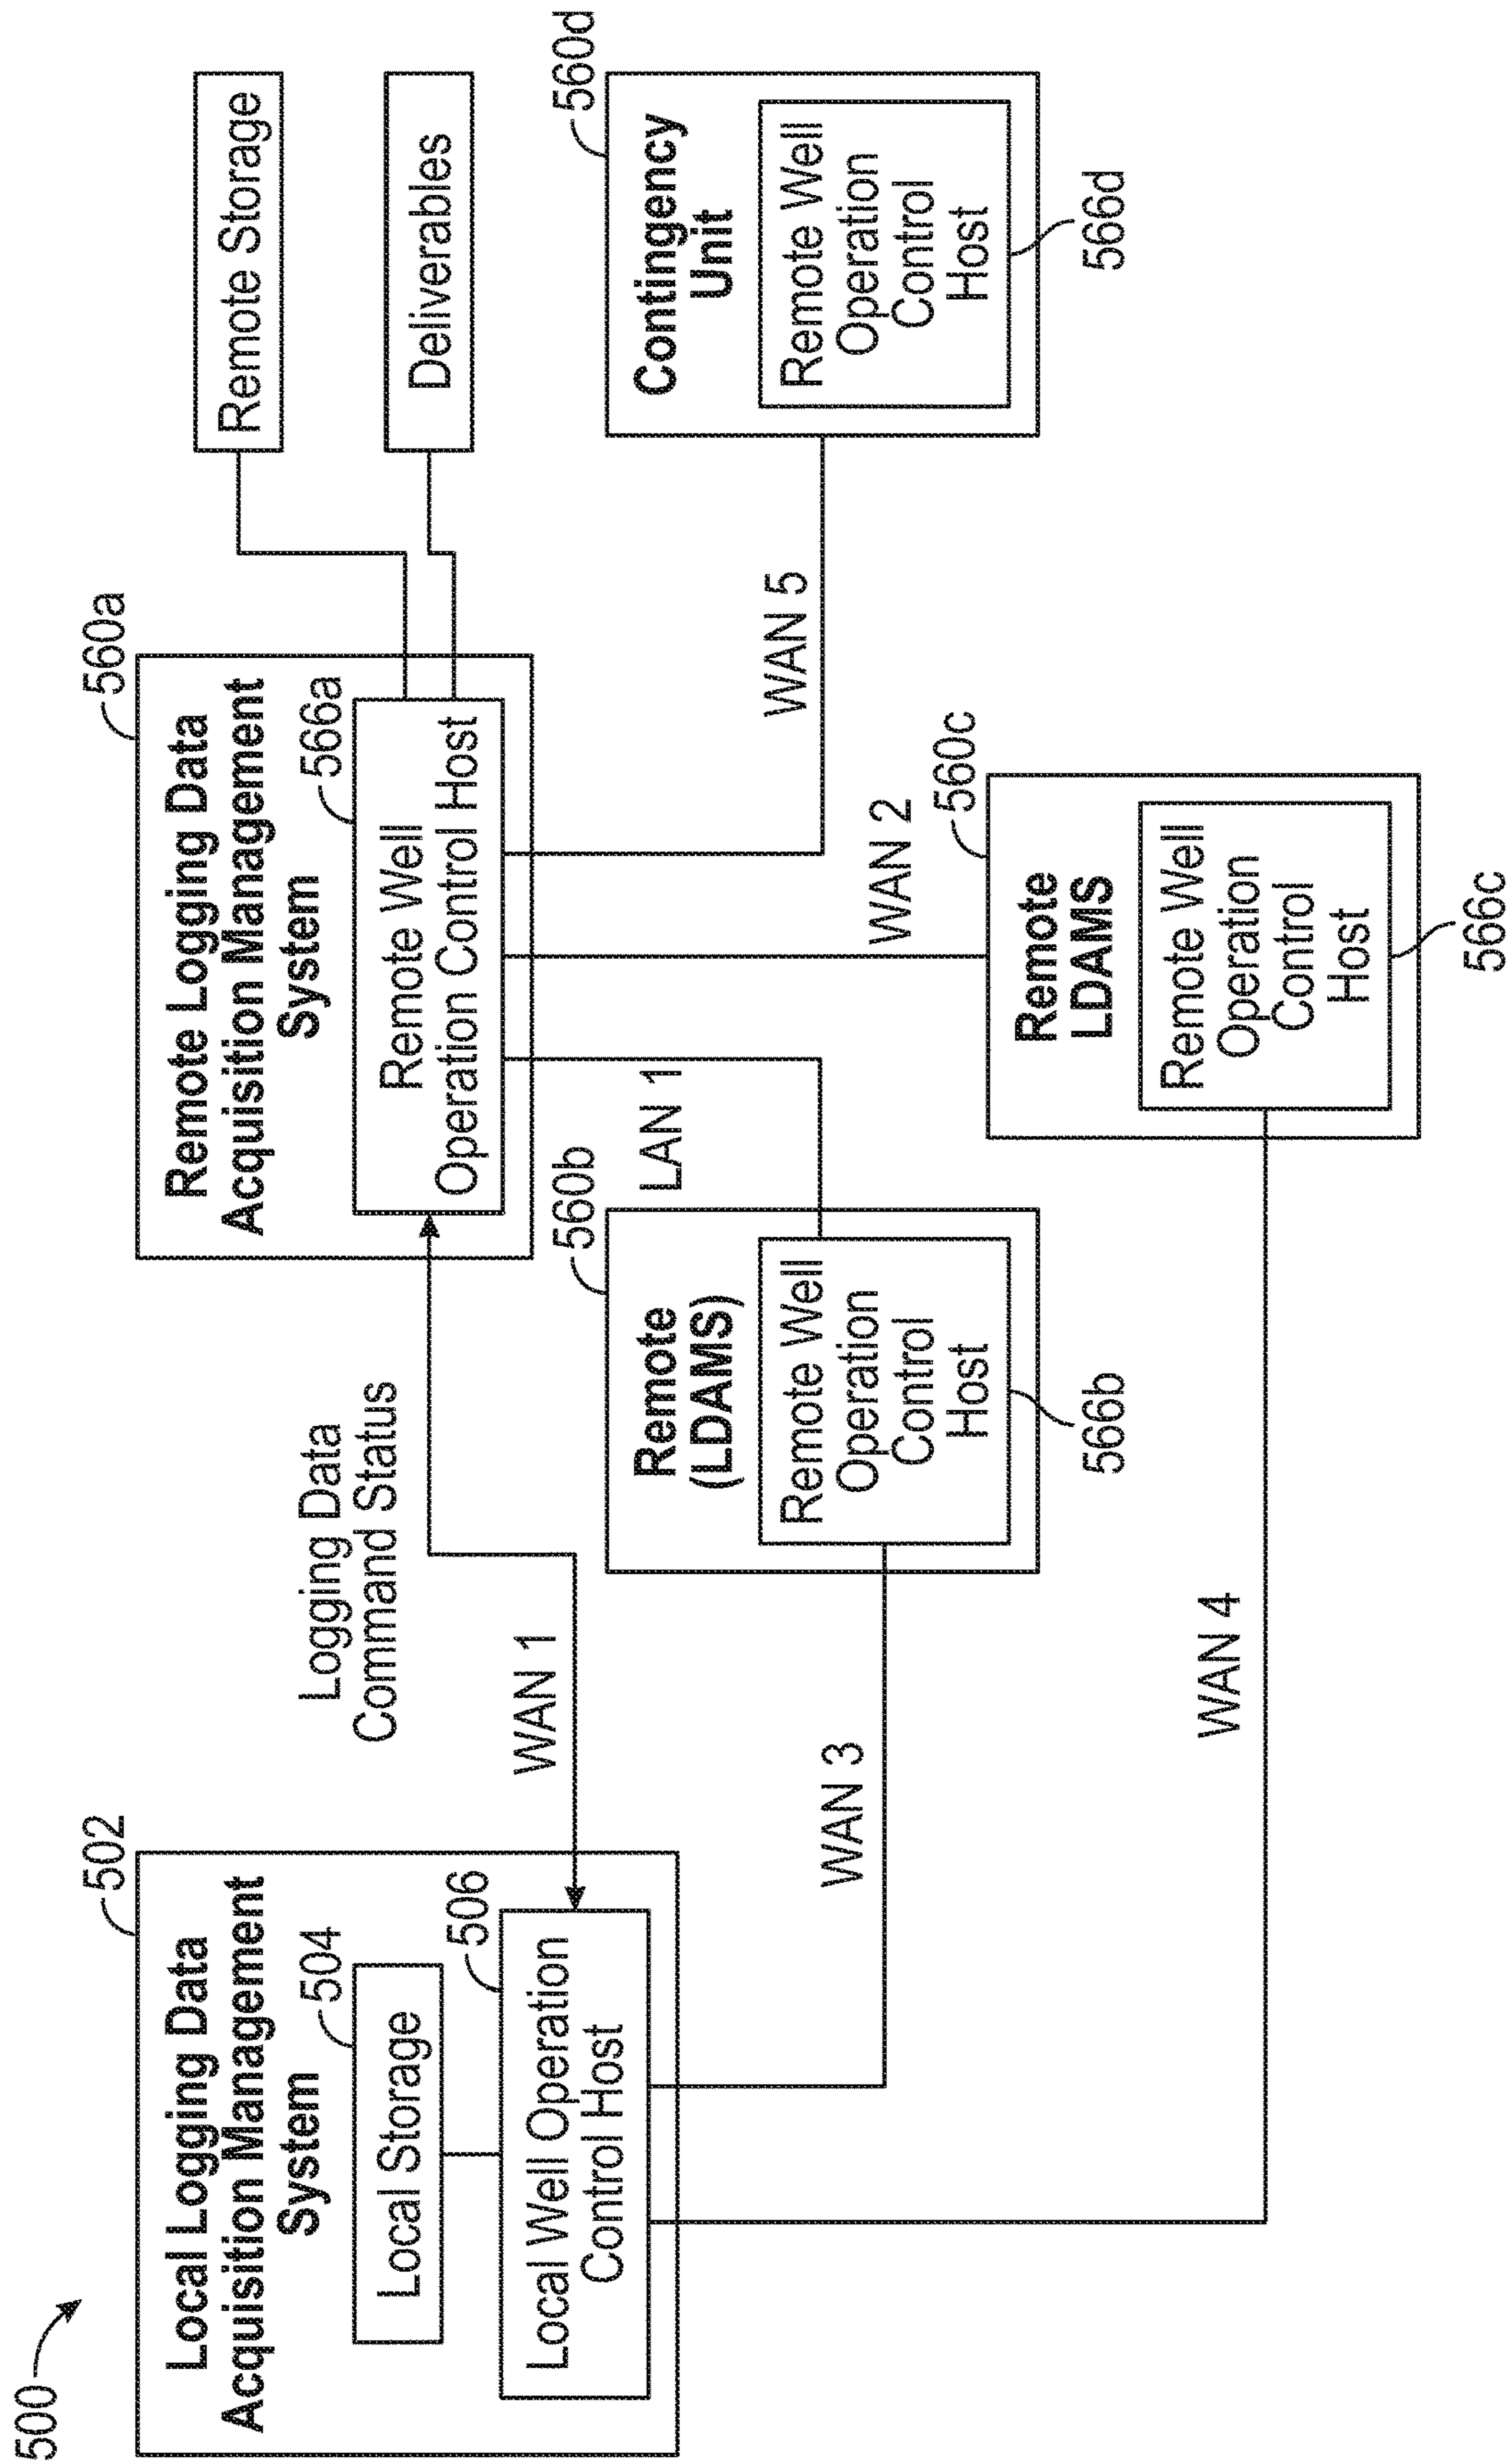 500
502
Local Logging Data
Acquisition Management
System
504
Local Storage
506
Local Well Operation
Control Host
Logging Data
Command Status
WAN 1
WAN 3
WAN 4
560a
Remote Logging Data
Acquisition Management
System
566a
Remote Well
Operation Control Host
Remote Storage
Deliverables
LAN 1
WAN 2
WAN 5
560b
Remote
(LDAMS)
Remote Well
Operation
Control
Host
566b
560c
Remote
LDAMS
Remote Well
Operation
Control
Host
566c
560d
Contingency
Unit
Remote Well
Operation
Control
Host
566d